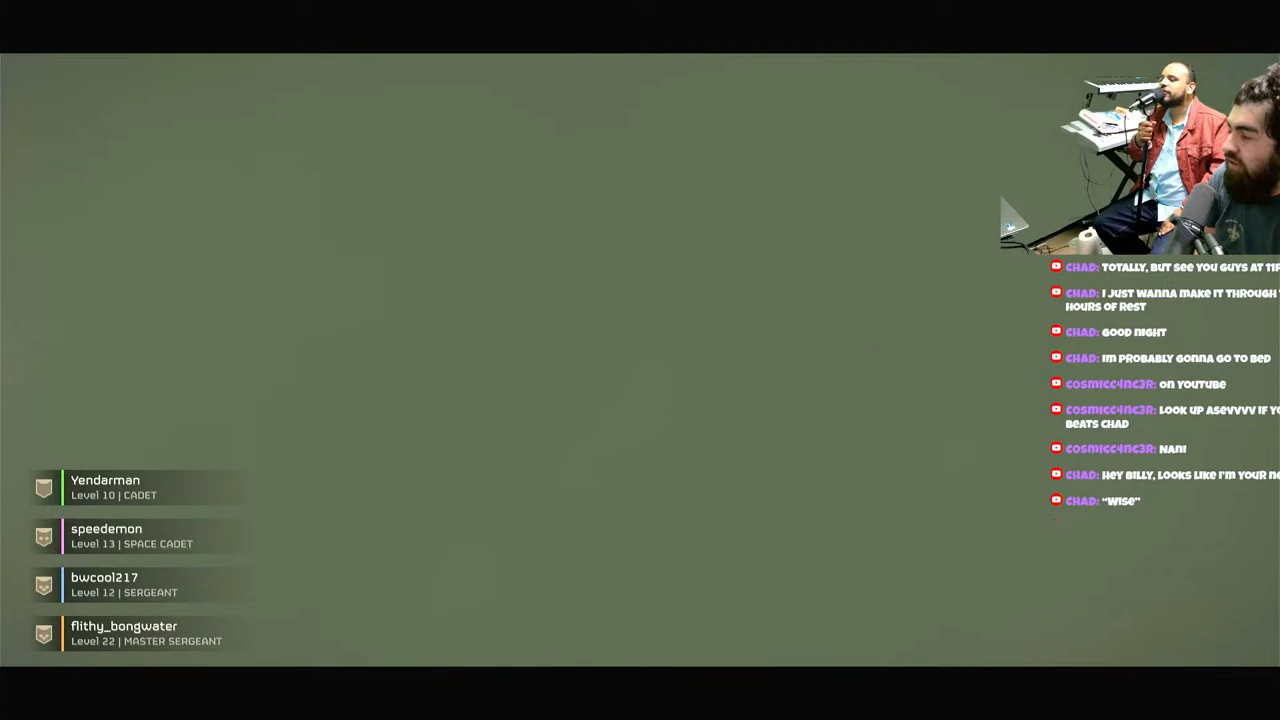 CHAD: TOTALLY, BUT SEE YOU GUYS AT
CHAD: I JUST WANNA MAKE IT THROUGH
HOURS OF REST
CHAD: GOOD NIGHT
CHAD: IM PROBABLY GONNA GO TO BED
COSMICC4NC3R: ON YOUTUBE
COSMICC4NC3R: LOOK UP ASEVVVV IF
BEATS CHAD
COSMICC4NC3R: NANI
CHAD: HEY BILLY, LOOKS LIKE I'M YOUR
CHAD: "WISE"
Yendarman
Level 10 | CADET
speedemon
Level 13 | SPACE CADET
bwcool217
Level 12 | SERGEANT
flithy_bongwater
Level 22 | MASTER SERGEANT